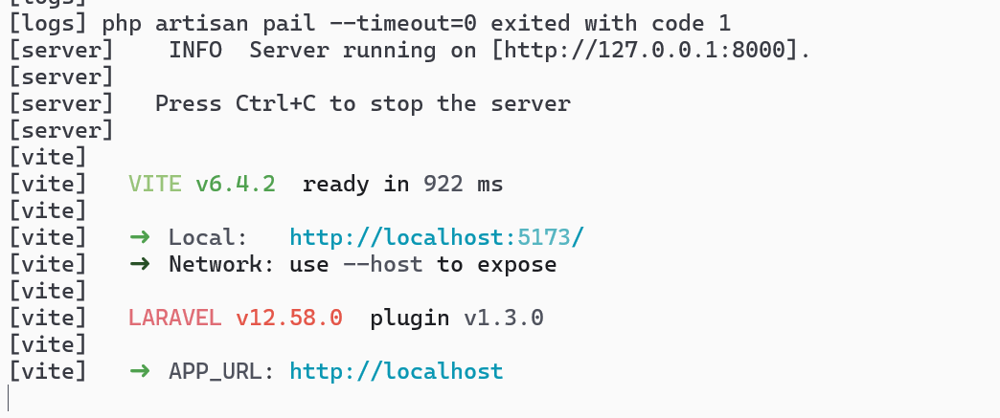 [logs]
[logs] php artisan pail --timeout=0 exited with code 1
[server]    INFO  Server running on [http://127.0.0.1:8000].
[server]
[server]   Press Ctrl+C to stop the server
[server]
[vite]
[vite]   VITE v6.4.2  ready in 922 ms
[vite]
[vite]   ➜ Local:   http://localhost:5173/
[vite]   ➜ Network: use --host to expose
[vite]
[vite]   LARAVEL v12.58.0  plugin v1.3.0
[vite]
[vite]   ➜ APP_URL: http://localhost